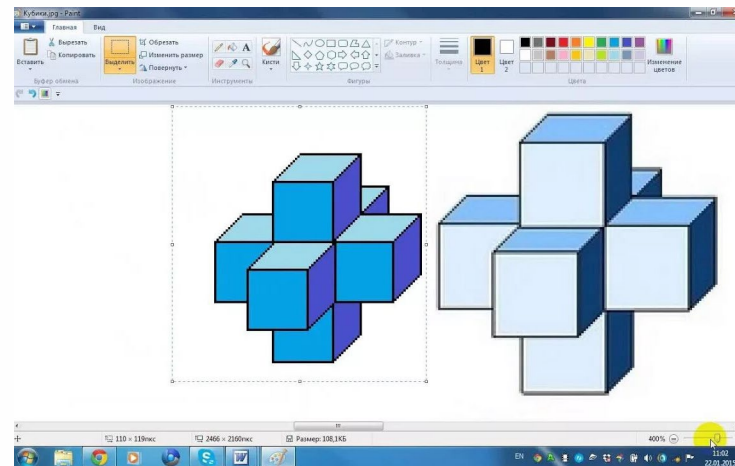 Кубики.jpg - Paint
Главная Вид
Вставить
Вырезать
Копировать
Буфер обмена
Выделить
Обрезать
Изменить размер
Повернуть
Изображение
Инструменты
Кисти
Контур
Заливка
Фигуры
Толщина
Цвет 1
Цвет 2
Цвета
Изменение цветов
110 × 119пкс
2466 × 2160пкс
Размер: 108,1КБ
400%
EN
11:02
22.01.2015